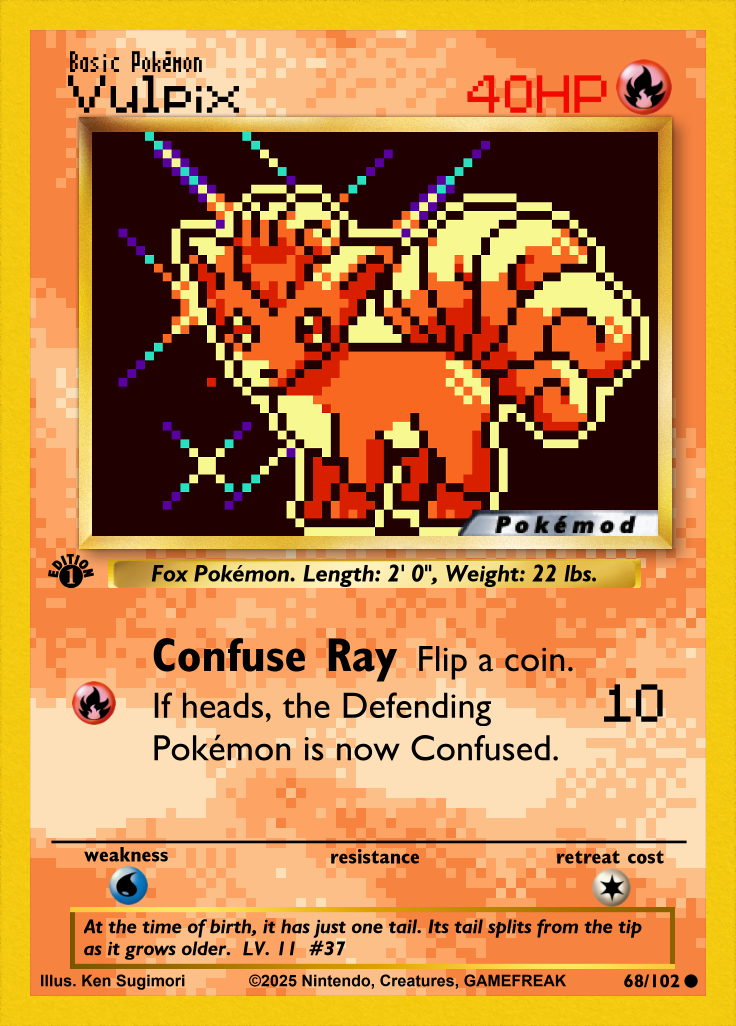 Basic Pokémon
Vulpix 40HP
Pokémod
EDITION
1
Fox Pokémon. Length: 2' 0", Weight: 22 lbs.
Confuse Ray Flip a coin.
If heads, the Defending
Pokémon is now Confused.
10
weakness resistance retreat cost
At the time of birth, it has just one tail. Its tail splits from the tip
as it grows older. LV. 11 #37
Illus. Ken Sugimori ©2025 Nintendo, Creatures, GAMEFREAK 68/102